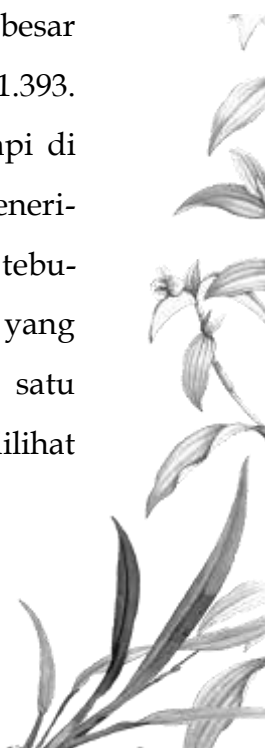 besar
1.393.
pi di
eneri-
tebu-
yang
satu
ilihat